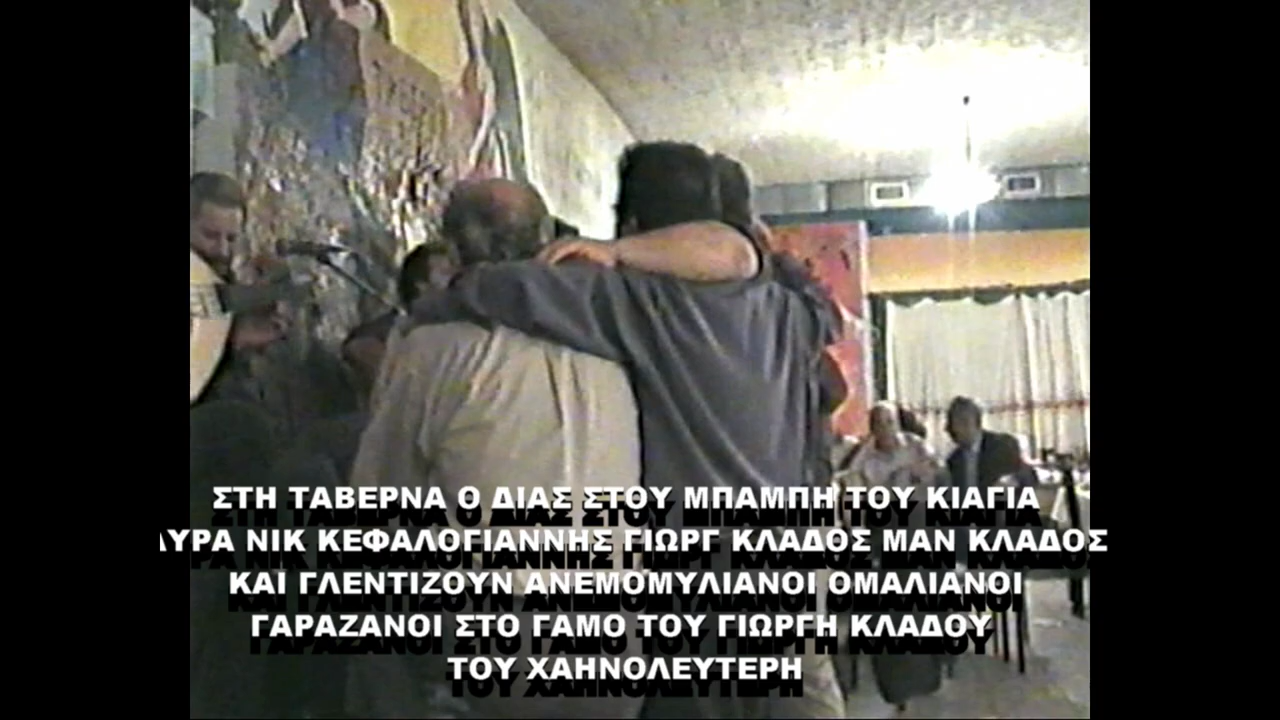 ΣΤΗ ΤΑΒΕΡΝΑ Ο ΔΙΑΣ ΣΤΟΥ ΜΠΑΜΠΗ ΤΟΥ ΚΙΑΓΙΑ
ΛΥΡΑ ΝΙΚ ΚΕΦΑΛΟΓΙΑΝΝΗΣ ΓΙΩΡΓ ΚΛΑΔΟΣ ΜΑΝ ΚΛΑΔΟΣ
ΚΑΙ ΓΛΕΝΤΙΖΟΥΝ ΑΝΕΜΟΜΥΛΙΑΝΟΙ ΟΜΑΛΙΑΝΟΙ
ΓΑΡΑΖΑΝΟΙ ΣΤΟ ΓΑΜΟ ΤΟΥ ΓΙΩΡΓΗ ΚΛΑΔΟΥ
ΤΟΥ ΧΑΗΝΟΛΕΥΤΕΡΗ